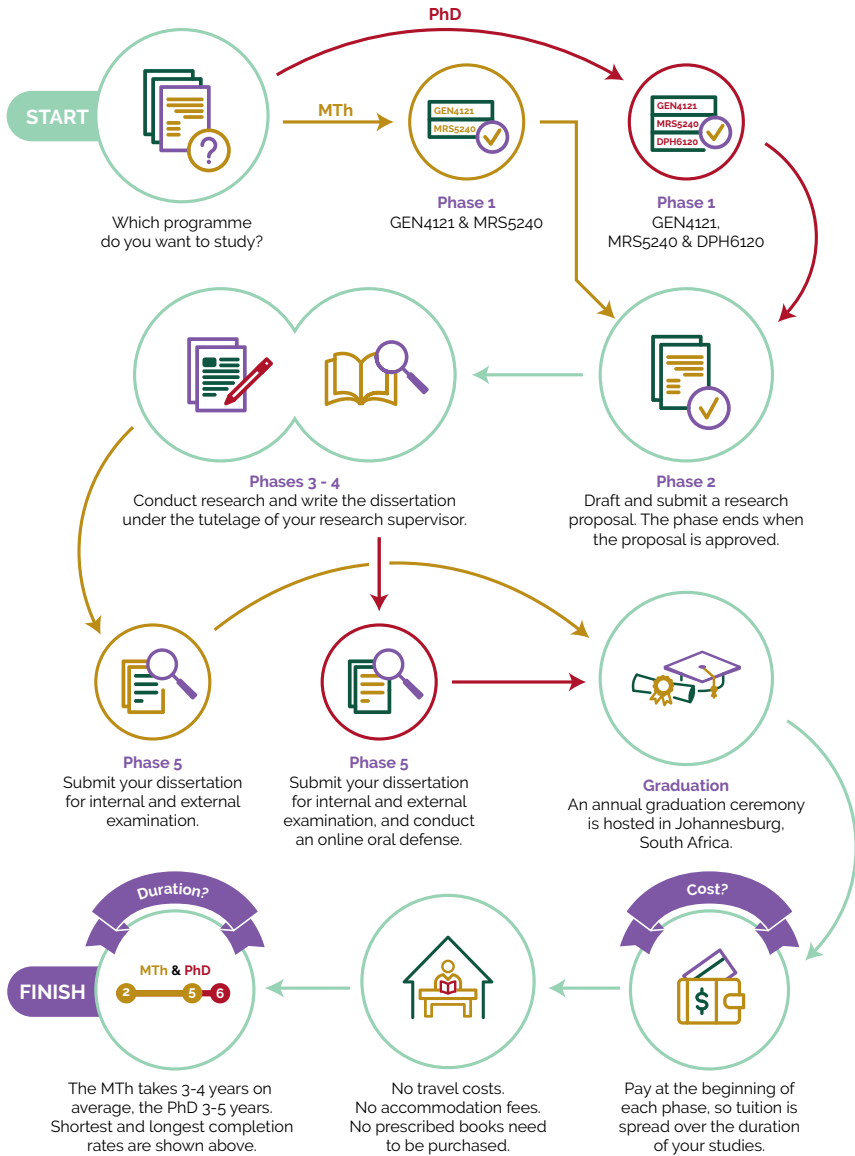 PhD
START
MTh
GEN4121
MRS5240
GEN4121
MRS5240
DPH6120
?
Which programme
do you want to study?
Phase 1
GEN4121 & MRS5240
Phase 1
GEN4121,
MRS5240 & DPH6120
Phases 3 - 4
Conduct research and write the dissertation
under the tutelage of your research supervisor.
Phase 2
Draft and submit a research
proposal. The phase ends when
the proposal is approved.
Phase 5
Submit your dissertation
for internal and external
examination.
Phase 5
Submit your dissertation
for internal and external
examination, and conduct
an online oral defense.
Graduation
An annual graduation ceremony
is hosted in Johannesburg,
South Africa.
Duration?
Cost?
FINISH
MTh & PhD
2 5 6
$
The MTh takes 3-4 years on
average, the PhD 3-5 years.
Shortest and longest completion
rates are shown above.
No travel costs.
No accommodation fees.
No prescribed books need
to be purchased.
Pay at the beginning of
each phase, so tuition is
spread over the duration
of your studies.